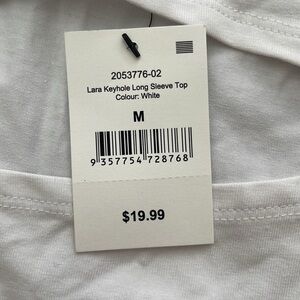 2053776-02
Lara Keyhole Long Sleeve Top
Colour: White
M
9 357754 728768
$19.99